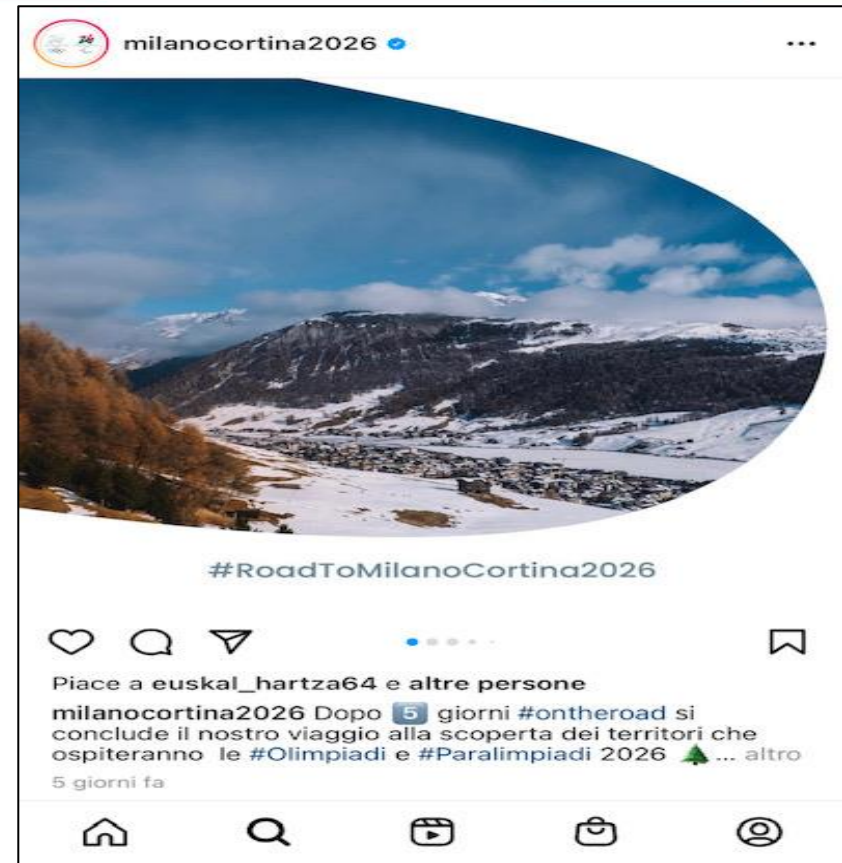 milanocortina2026
#RoadToMilanoCortina2026
Piace a euskal_hartza64 e altre persone
milanocortina2026 Dopo 5️⃣ giorni #ontheroad si
conclude il nostro viaggio alla scoperta dei territori che
ospiteranno le #Olimpiadi e #Paralimpiadi 2026 🌲... altro
5 giorni fa